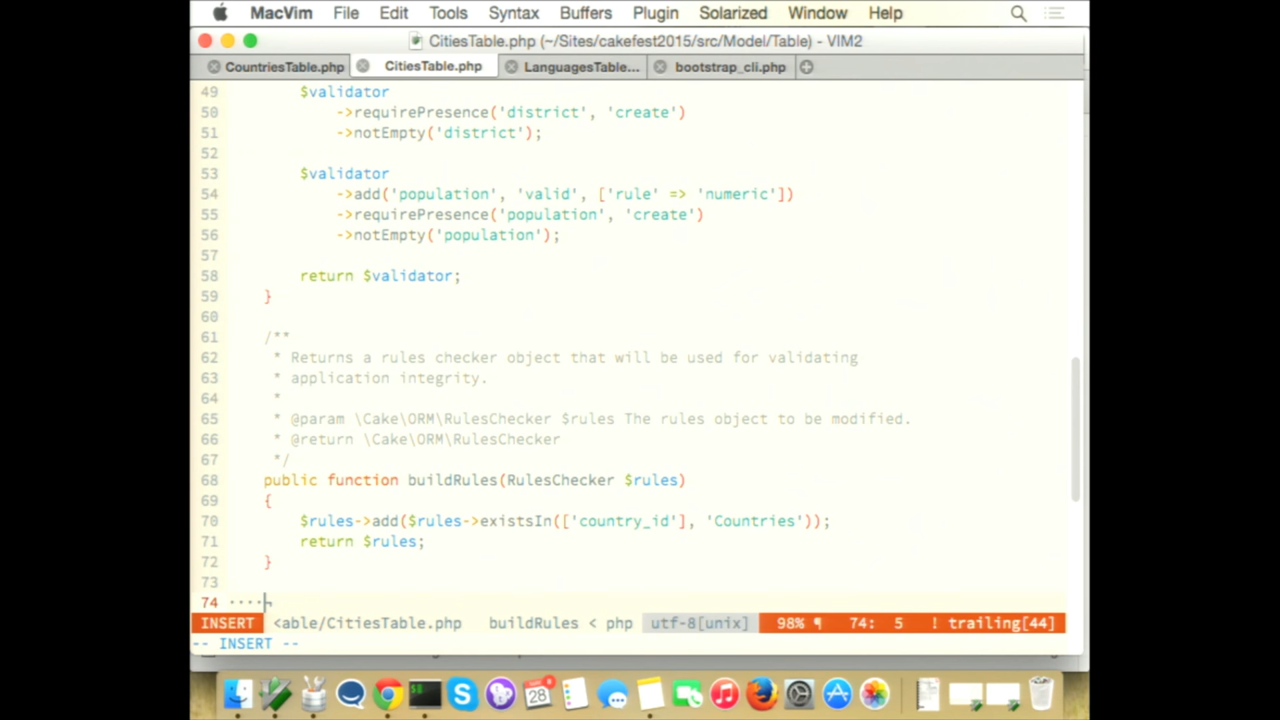 MacVim File Edit Tools Syntax Buffers Plugin Solarized Window Help
CitiesTable.php (~/Sites/cakefest2015/src/Model/Table) - VIM2
CountriesTable.php CitiesTable.php LanguagesTable... bootstrap_cli.php
49 $validator
50 ->requirePresence('district', 'create')
51 ->notEmpty('district');
52
53 $validator
54 ->add('population', 'valid', ['rule' => 'numeric'])
55 ->requirePresence('population', 'create')
56 ->notEmpty('population');
57
58 return $validator;
59 }
60
61 /**
62 * Returns a rules checker object that will be used for validating
63 * application integrity.
64 *
65 * @param \Cake\ORM\RulesChecker $rules The rules object to be modified.
66 * @return \Cake\ORM\RulesChecker
67 */
68 public function buildRules(RulesChecker $rules)
69 {
70 $rules->add($rules->existsIn(['country_id'], 'Countries'));
71 return $rules;
72 }
73
74 ····¬
INSERT <able/CitiesTable.php buildRules < php utf-8[unix] 98% ¶ 74: 5 ! trailing[44]
-- INSERT --
28